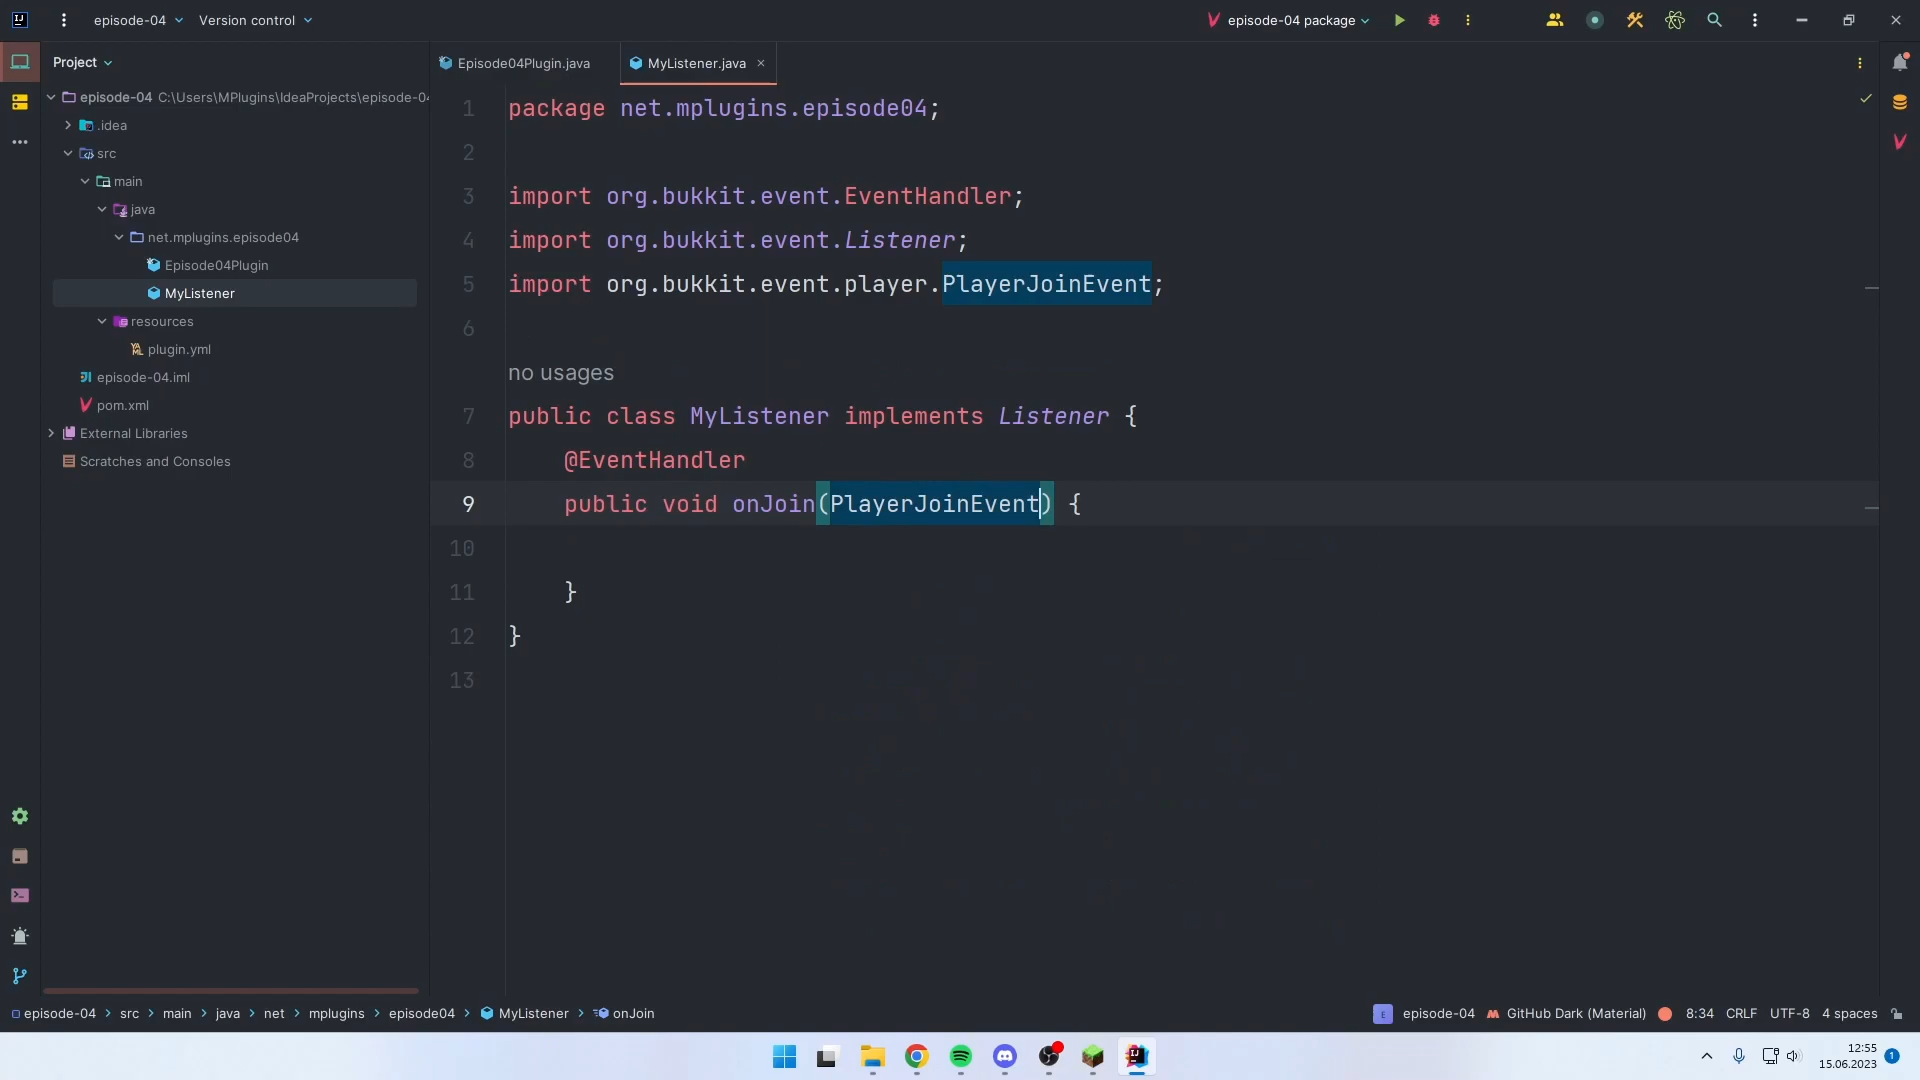 episode-04
Version control
episode-04 package
Project
Episode04Plugin.java
MyListener.java
episode-04 C:\Users\MPlugins\IdeaProjects\episode-04
.idea
src
main
java
net.mplugins.episode04
Episode04Plugin
MyListener
resources
plugin.yml
episode-04.iml
pom.xml
External Libraries
Scratches and Consoles
1 package net.mplugins.episode04;
2
3 import org.bukkit.event.EventHandler;
4 import org.bukkit.event.Listener;
5 import org.bukkit.event.player.PlayerJoinEvent;
6
no usages
7 public class MyListener implements Listener {
8 @EventHandler
9 public void onJoin(PlayerJoinEvent) {
10
11 }
12 }
13
episode-04 > src > main > java > net > mplugins > episode04 > MyListener > onJoin
E episode-04 GitHub Dark (Material) 8:34 CRLF UTF-8 4 spaces
12:55
15.06.2023 1